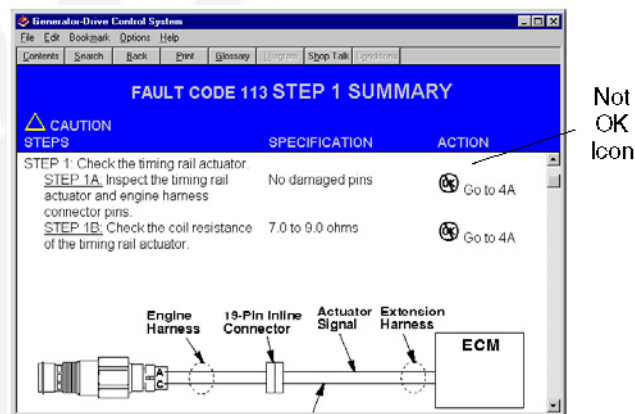 Generator-Drive Control System
File Edit Bookmark Options Help
Contents Search Back Print Glossary Diagram Shop Talk Conditions
FAULT CODE 113 STEP 1 SUMMARY
CAUTION
STEPS SPECIFICATION ACTION
STEP 1: Check the timing rail actuator.
STEP 1A: Inspect the timing rail No damaged pins OK Go to 4A
actuator and engine harness
connector pins.
STEP 1B: Check the coil resistance 7.0 to 9.0 ohms OK Go to 4A
of the timing rail actuator.
Engine Harness
19-Pin Inline Connector
Actuator Signal
Extension Harness
ECM
A
C
Not
OK
Icon